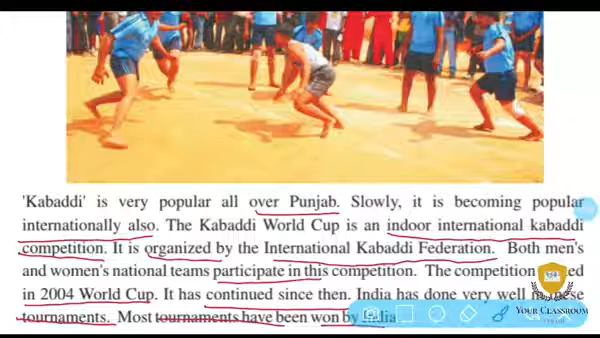 'Kabaddi' is very popular all over Punjab. Slowly, it is becoming popular
internationally also. The Kabaddi World Cup is an indoor international kabaddi
competition. It is organized by the International Kabaddi Federation. Both men's
and women's national teams participate in this competition. The competition
in 2004 World Cup. It has continued since then. India has done very well
tournaments. Most tournaments have been won by India
YOUR CLASSROOM